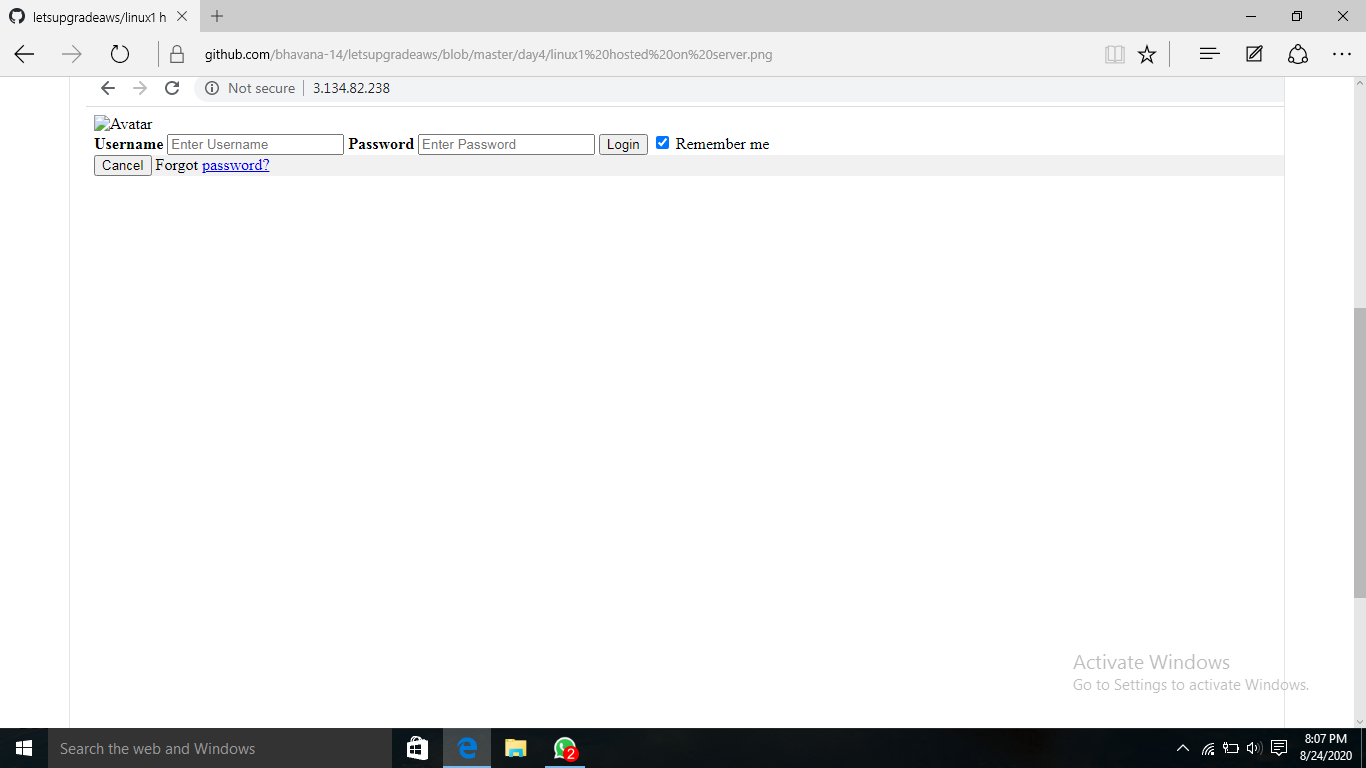 letsupgradeaws/linux1 h
github.com/bhavana-14/letsupgradeaws/blob/master/day4/linux1%20hosted%20on%20server.png
Not secure 3.134.82.238
Avatar
Username Enter Username Password Enter Password Login Remember me
Cancel Forgot password?
Activate Windows
Go to Settings to activate Windows.
Search the web and Windows
2
8:07 PM
8/24/2020